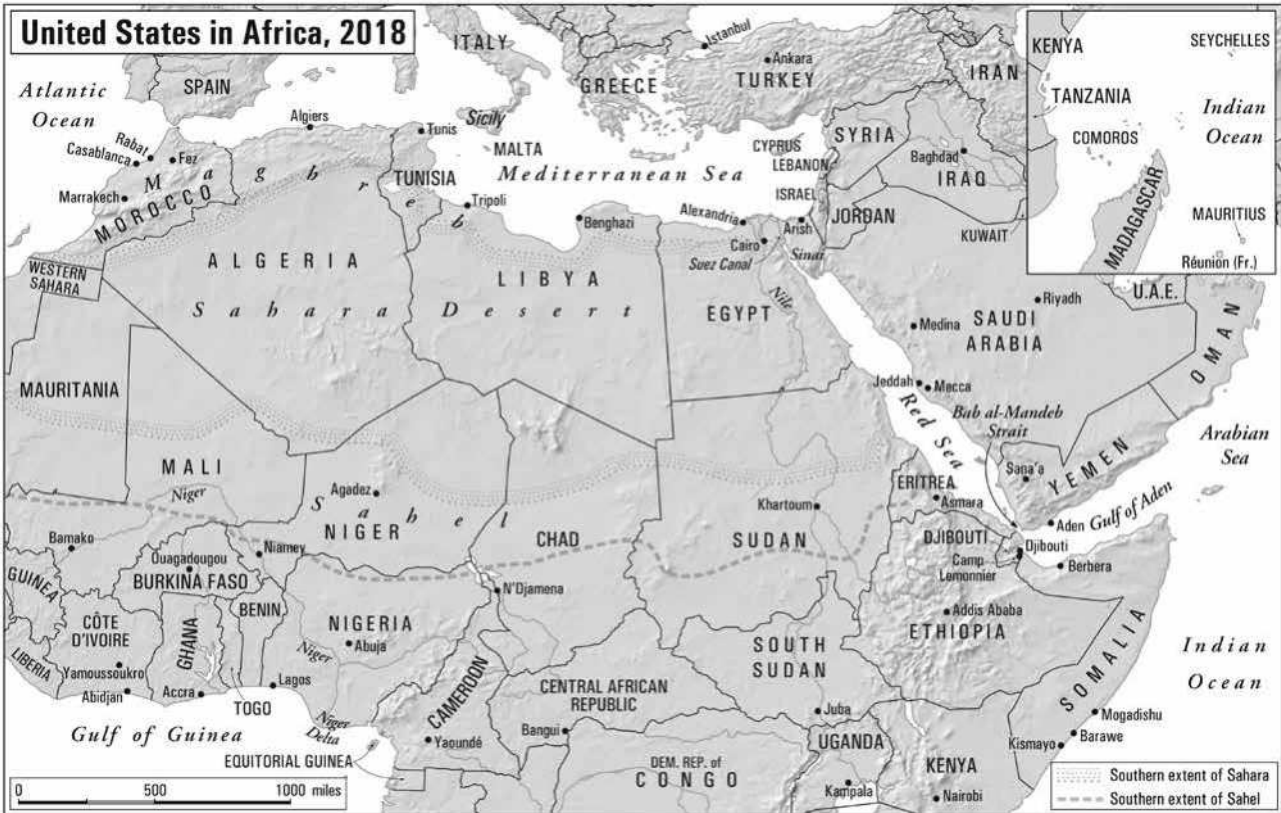 United States in Africa, 2018
Atlantic
Ocean
SPAIN
ITALY
Sicily
MALTA
GREECE
Istanbul
Ankara
TURKEY
CYPRUS
LEBANON
SYRIA
ISRAEL
JORDAN
Baghdad
IRAQ
IRAN
KUWAIT
Mediterranean Sea
Algiers
Tunis
Rabat
Casablanca
Fez
Marrakech
MOROCCO
Maghreb
TUNISIA
Tripoli
Benghazi
Alexandria
Cairo
Arish
Suez Canal
Sinai
Nile
WESTERN
SAHARA
ALGERIA
LIBYA
EGYPT
Sahara Desert
Medina
SAUDI
ARABIA
Riyadh
U.A.E.
OMAN
Jeddah
Mecca
Red Sea
Bab al-Mandeb
Strait
Sana'a
YEMEN
Arabian
Sea
Aden
Gulf of Aden
MAURITANIA
MALI
Niger
Agadez
NIGER
Sahel
CHAD
Khartoum
SUDAN
ERITREA
Asmara
DJIBOUTI
Djibouti
Camp
Lemonnier
Berbera
Bamako
Ouagadougou
BURKINA FASO
Niamey
N'Djamena
GUINEA
CÔTE
D'IVOIRE
Yamoussoukro
Abidjan
LIBERIA
GHANA
Accra
TOGO
BENIN
NIGERIA
Abuja
Niger
Lagos
Niger
Delta
CAMEROON
Yaoundé
EQUITORIAL GUINEA
Gulf of Guinea
CENTRAL AFRICAN
REPUBLIC
Bangui
SOUTH
SUDAN
Juba
Addis Ababa
ETHIOPIA
SOMALIA
Mogadishu
Barawe
Kismayo
Indian
Ocean
DEM. REP. of
CONGO
UGANDA
Kampala
KENYA
Nairobi
0 500 1000 miles
Southern extent of Sahara
Southern extent of Sahel
KENYA
SEYCHELLES
TANZANIA
Indian
Ocean
COMOROS
MADAGASCAR
MAURITIUS
Réunion (Fr.)